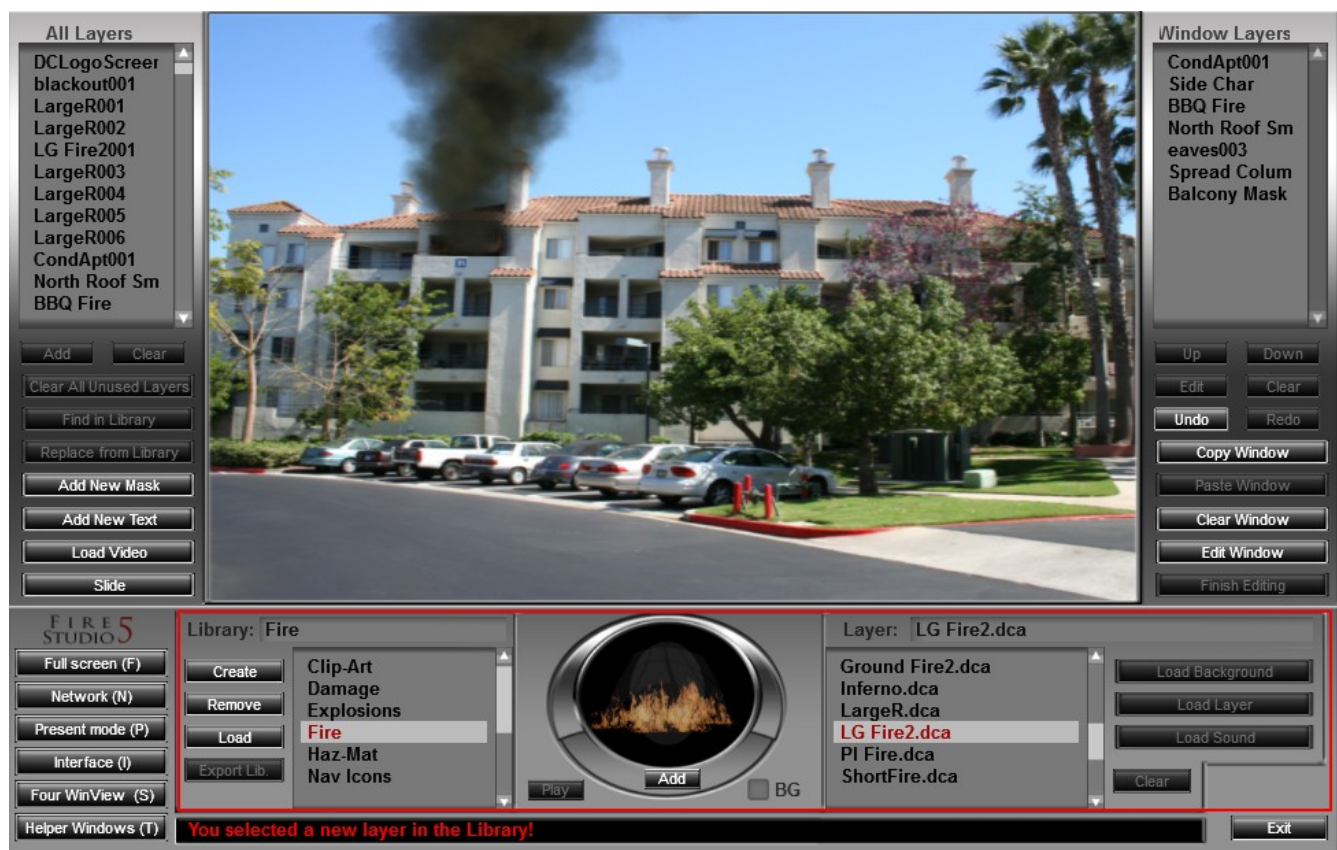 All Layers
DCLogoScreer
blackout001
LargeR001
LargeR002
LG Fire2001
LargeR003
LargeR004
LargeR005
LargeR006
CondApt001
North Roof Sm
BBQ Fire
Add Clear
Clear All Unused Layers
Find in Library
Replace from Library
Add New Mask
Add New Text
Load Video
Slide
Window Layers
CondApt001
Side Char
BBQ Fire
North Roof Sm
eaves003
Spread Colum
Balcony Mask
Up Down
Edit Clear
Undo Redo
Copy Window
Paste Window
Clear Window
Edit Window
Finish Editing
FIRE
STUDIO 5
Full screen (F)
Network (N)
Present mode (P)
Interface (I)
Four WinView (S)
Helper Windows (T)
Library: Fire
Create
Remove
Load
Export Lib.
Clip-Art
Damage
Explosions
Fire
Haz-Mat
Nav Icons
Play
Add
BG
Layer: LG Fire2.dca
Ground Fire2.dca
Inferno.dca
LargeR.dca
LG Fire2.dca
PI Fire.dca
ShortFire.dca
Load Background
Load Layer
Load Sound
Clear
You selected a new layer in the Library!
Exit